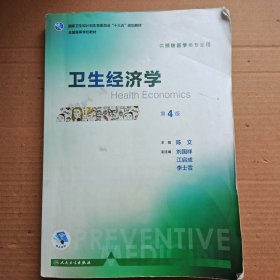 国家卫生和计划生育委员会“十三五”规划教材
全国高等学校教材
供预防医学类专业用
卫生经济学
Health Economics
第4版
主编 陈文
副主编 刘国祥
江启成
李士雪
PREVENTIVE
MEDIC
人民卫生出版社